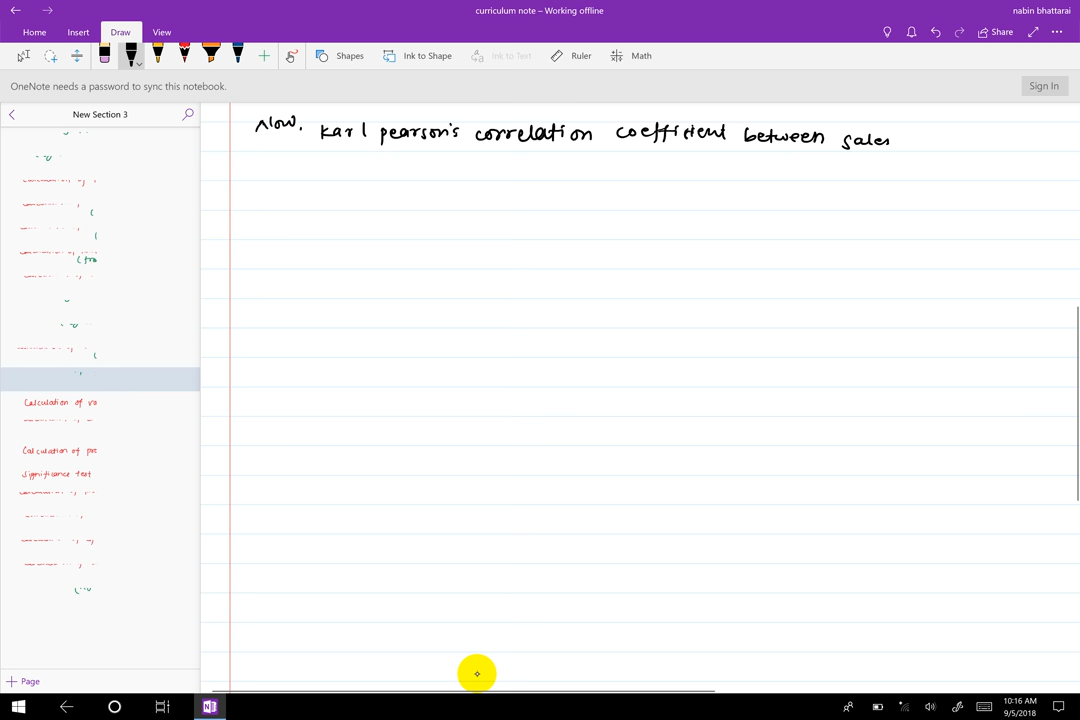 curriculum note – Working offline
nabin bhattarai
Home Insert Draw View
Share
Shapes Ink to Shape Ink to Text Ruler Math
OneNote needs a password to sync this notebook.
Sign In
New Section 3
Now, Karl pearson's correlation coefficient between sales
Calculation of
Calculation of pre
Significance test
+ Page
10:16 AM
9/5/2018